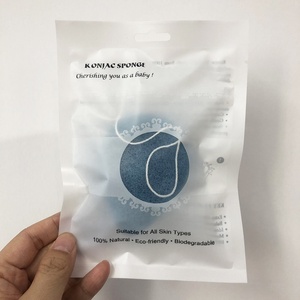 KONJAC SPONGE
Cherishing you as a baby !
Suitable for All Skin Types
100% Natural • Eco-friendly • Biodegradable